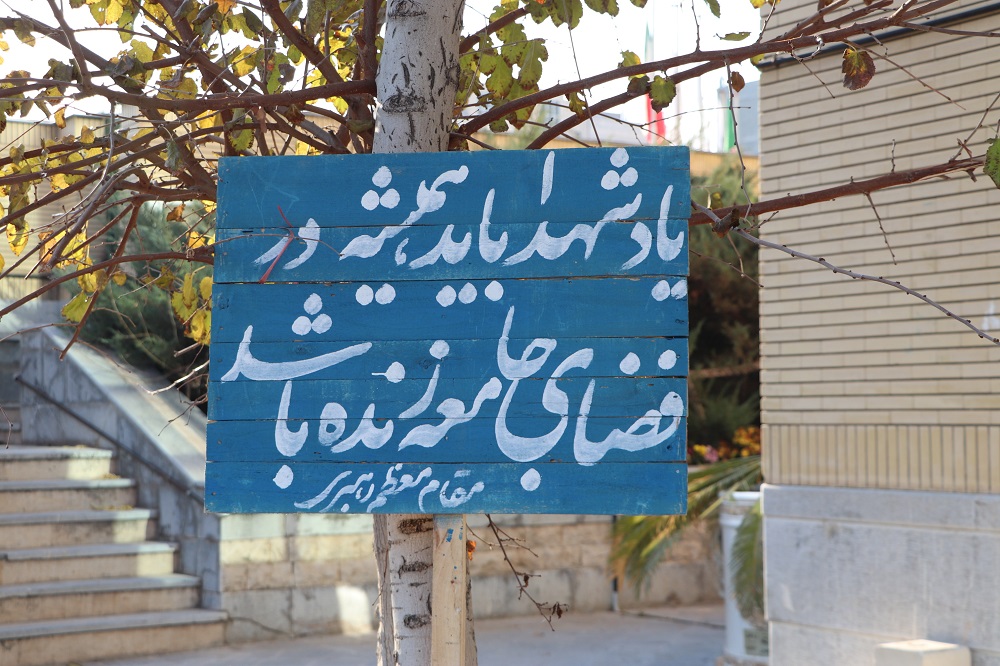 یاد شهدا باید همیشه در
فضای جامعه زنده باشد
مقام معظم رهبری